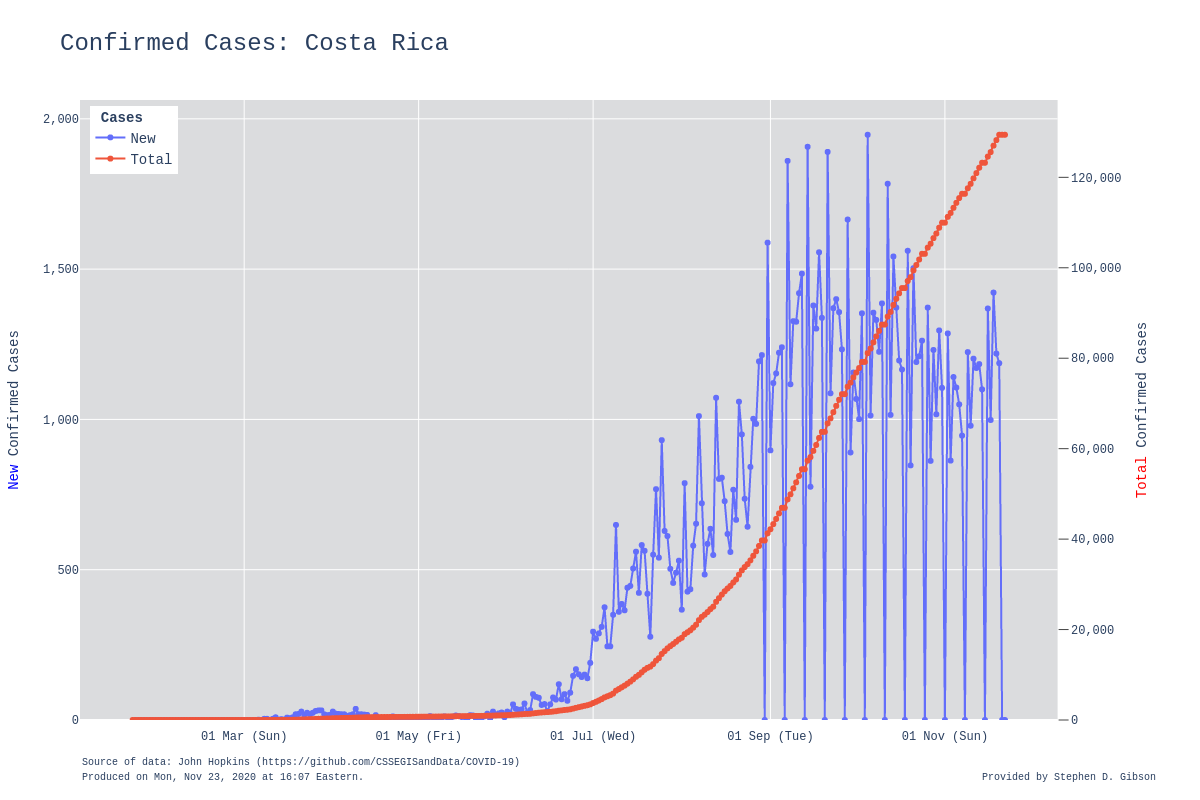 Confirmed Cases: Costa Rica
Cases
New
Total
2,000
1,500
1,000
500
0
120,000
100,000
80,000
60,000
40,000
20,000
0
New Confirmed Cases
Total Confirmed Cases
01 Mar (Sun)
01 May (Fri)
01 Jul (Wed)
01 Sep (Tue)
01 Nov (Sun)
Source of data: John Hopkins (https://github.com/CSSEGISandData/COVID-19)
Produced on Mon, Nov 23, 2020 at 16:07 Eastern.
Provided by Stephen D. Gibson